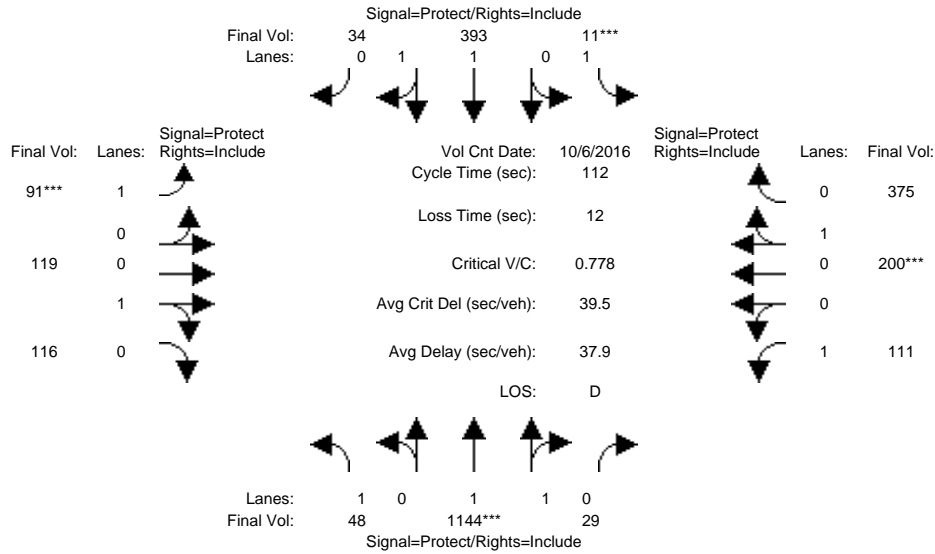 Signal=Protect/Rights=Include
Final Vol: 34 393 11***
Lanes: 0 1 1 0 1
Signal=Protect
Final Vol: Lanes: Rights=Include
Vol Cnt Date: 10/6/2016
Signal=Protect
Rights=Include Lanes: Final Vol:
Cycle Time (sec): 112
91*** 1
0 375
Loss Time (sec): 12
0
1
119 0
Critical V/C: 0.778
0 200***
1
Avg Crit Del (sec/veh): 39.5
0
116 0
Avg Delay (sec/veh): 37.9
1 111
LOS: D
Lanes: 1 0 1 1 0
Final Vol: 48 1144*** 29
Signal=Protect/Rights=Include